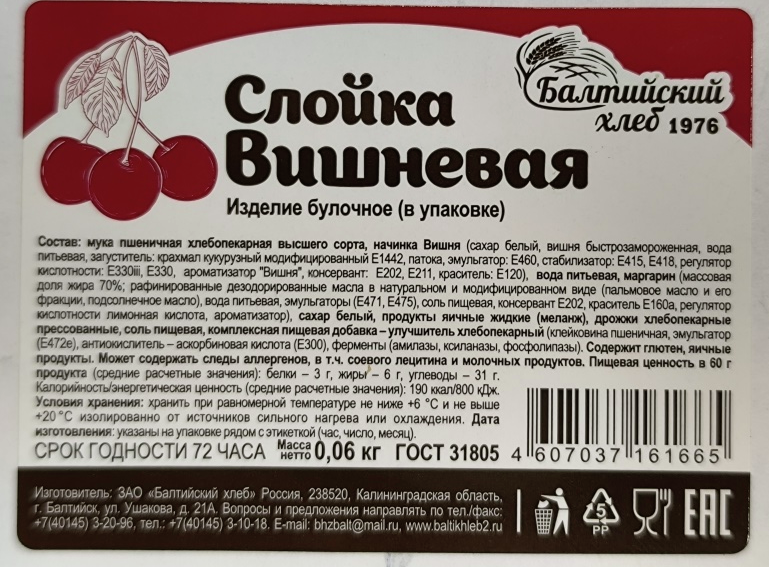 Слойка
Вишневая
Балтийский
хлеб 1976
Изделие булочное (в упаковке)
Состав: мука пшеничная хлебопекарная высшего сорта, начинка Вишня (сахар белый, вишня быстрозамороженная, вода
питьевая, загуститель: крахмал кукурузный модифицированный Е1442, патока, эмульгатор: Е460, стабилизатор: Е415, Е418, регулятор
кислотности: Е330iii, Е330, ароматизатор "Вишня", консервант: Е202, Е211, краситель: Е120), вода питьевая, маргарин (массовая
доля жира 70%; рафинированные дезодорированные масла в натуральном и модифицированном виде (пальмовое масло и его
фракции, подсолнечное масло), вода питьевая, эмульгаторы (Е471, Е475), соль пищевая, консервант Е202, краситель Е160а, регулятор
кислотности лимонная кислота, ароматизатор), сахар белый, продукты яичные жидкие (меланж), дрожжи хлебопекарные
прессованные, соль пищевая, комплексная пищевая добавка – улучшитель хлебопекарный (клейковина пшеничная, эмульгатор
(Е472е), антиокислитель – аскорбиновая кислота (Е300), ферменты (амилазы, ксиланазы, фосфолипазы). Содержит глютен, яичные
продукты. Может содержать следы аллергенов, в т.ч. соевого лецитина и молочных продуктов. Пищевая ценность в 60 г
продукта (средние расчетные значения): белки – 3 г, жиры – 6 г, углеводы – 31 г.
Калорийность/энергетическая ценность (средние расчетные значения): 190 ккал/800 кДж.
Условия хранения: хранить при равномерной температуре не ниже +6 °С и не выше
+20 °С изолированно от источников сильного нагрева или охлаждения. Дата
изготовления: указаны на упаковке рядом с этикеткой (час, число, месяц).
СРОК ГОДНОСТИ 72 ЧАСА Масса нетто 0,06 кг ГОСТ 31805
4 607037 161665
Изготовитель: ЗАО «Балтийский хлеб» Россия, 238520, Калининградская область,
г. Балтийск, ул. Ушакова, д. 21А. Вопросы и предложения направлять по тел./факс:
+7(40145) 3-20-96, тел.: +7(40145) 3-10-18. E-mail: bhzbalt@mail.ru, www.baltikhleb2.ru
5
PP
ЕАС